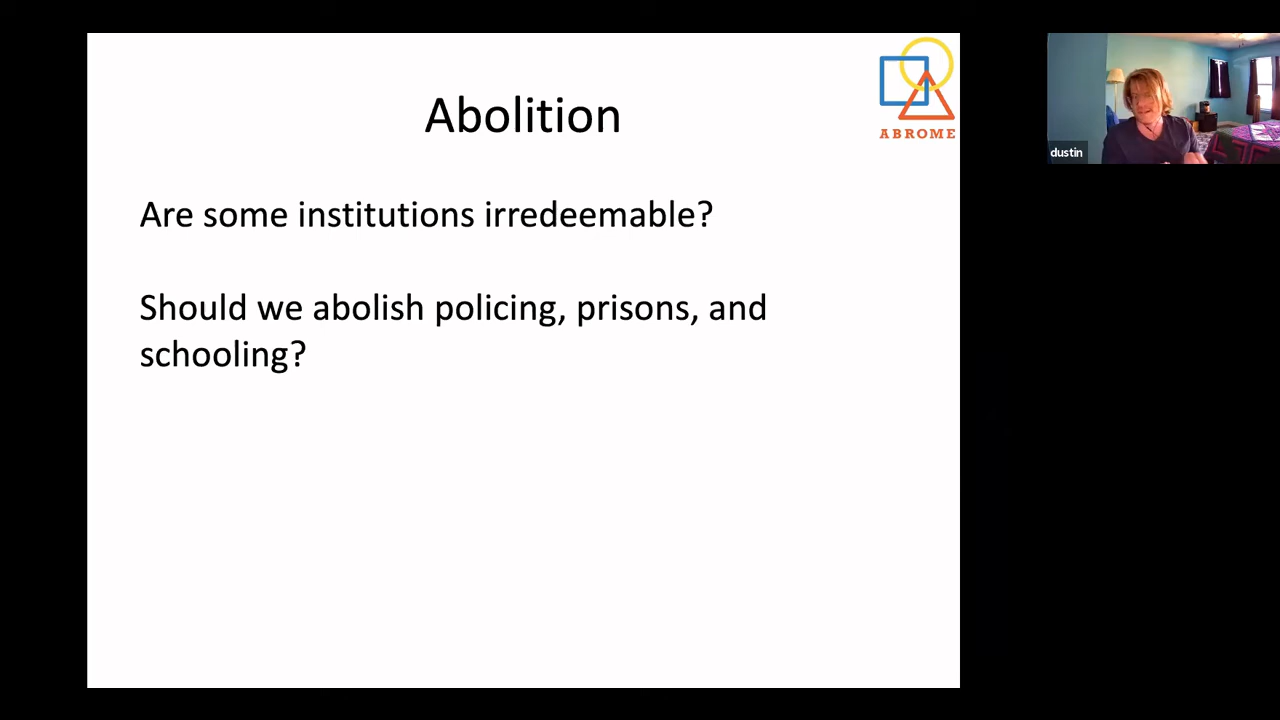 Abolition
ABROME
Are some institutions irredeemable?
Should we abolish policing, prisons, and
schooling?
dustin